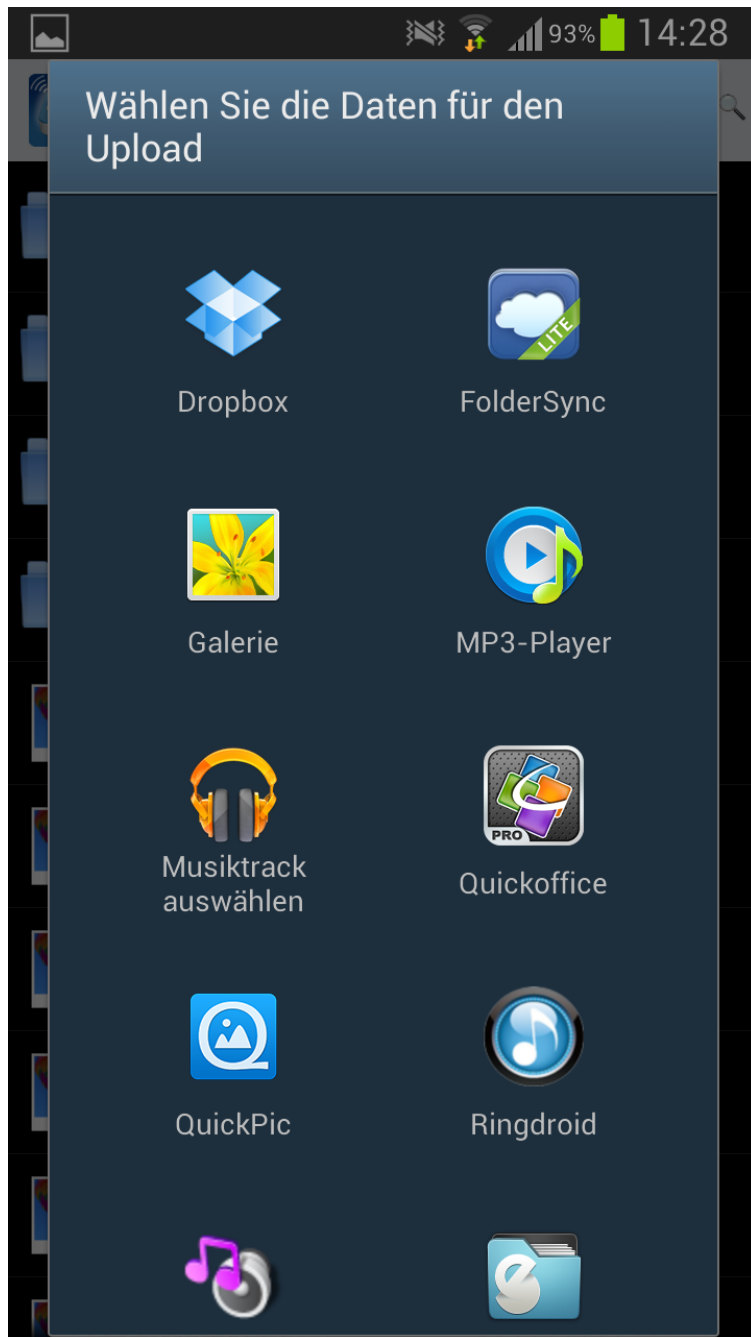 93% 14:28
Wählen Sie die Daten für den
Upload
Dropbox
FolderSync
LITE
Galerie
MP3-Player
Musiktrack
auswählen
Quickoffice
PRO
QuickPic
Ringdroid